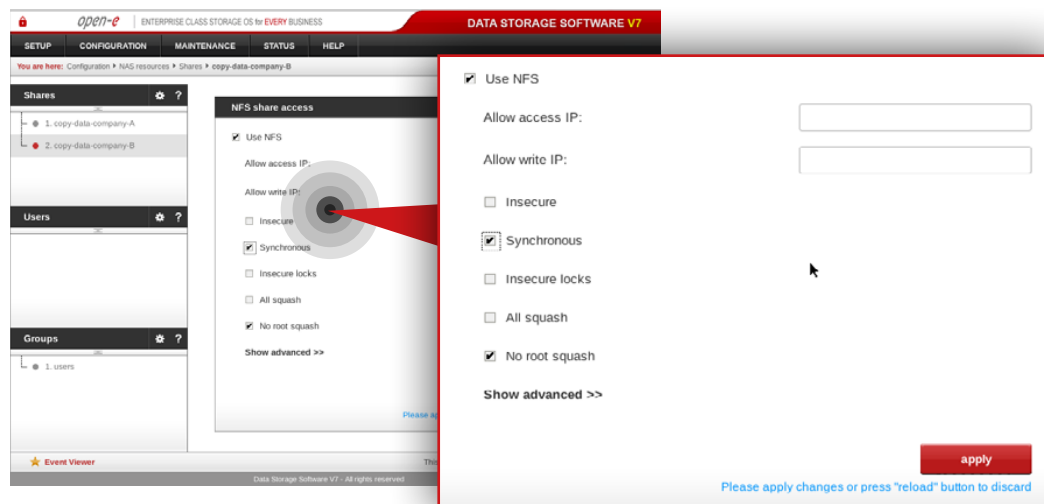 open-e ENTERPRISE CLASS STORAGE OS for EVERY BUSINESS
DATA STORAGE SOFTWARE V7
SETUP CONFIGURATION MAINTENANCE STATUS HELP
You are here: Configuration Shares NAS resources Shares copy-data-company-B
Shares ?
1. copy-data-company-A
2. copy-data-company-B
Users ?
Groups ?
1. users
NFS share access
Use NFS
Allow access IP:
Allow write IP:
Insecure
Synchronous
Insecure locks
All squash
No root squash
Show advanced >>
Please
Event Viewer
This
Data Storage Software V7 - All rights reserved
Use NFS
Allow access IP:
Allow write IP:
Insecure
Synchronous
Insecure locks
All squash
No root squash
Show advanced >>
apply
Please apply changes or press "reload" button to discard